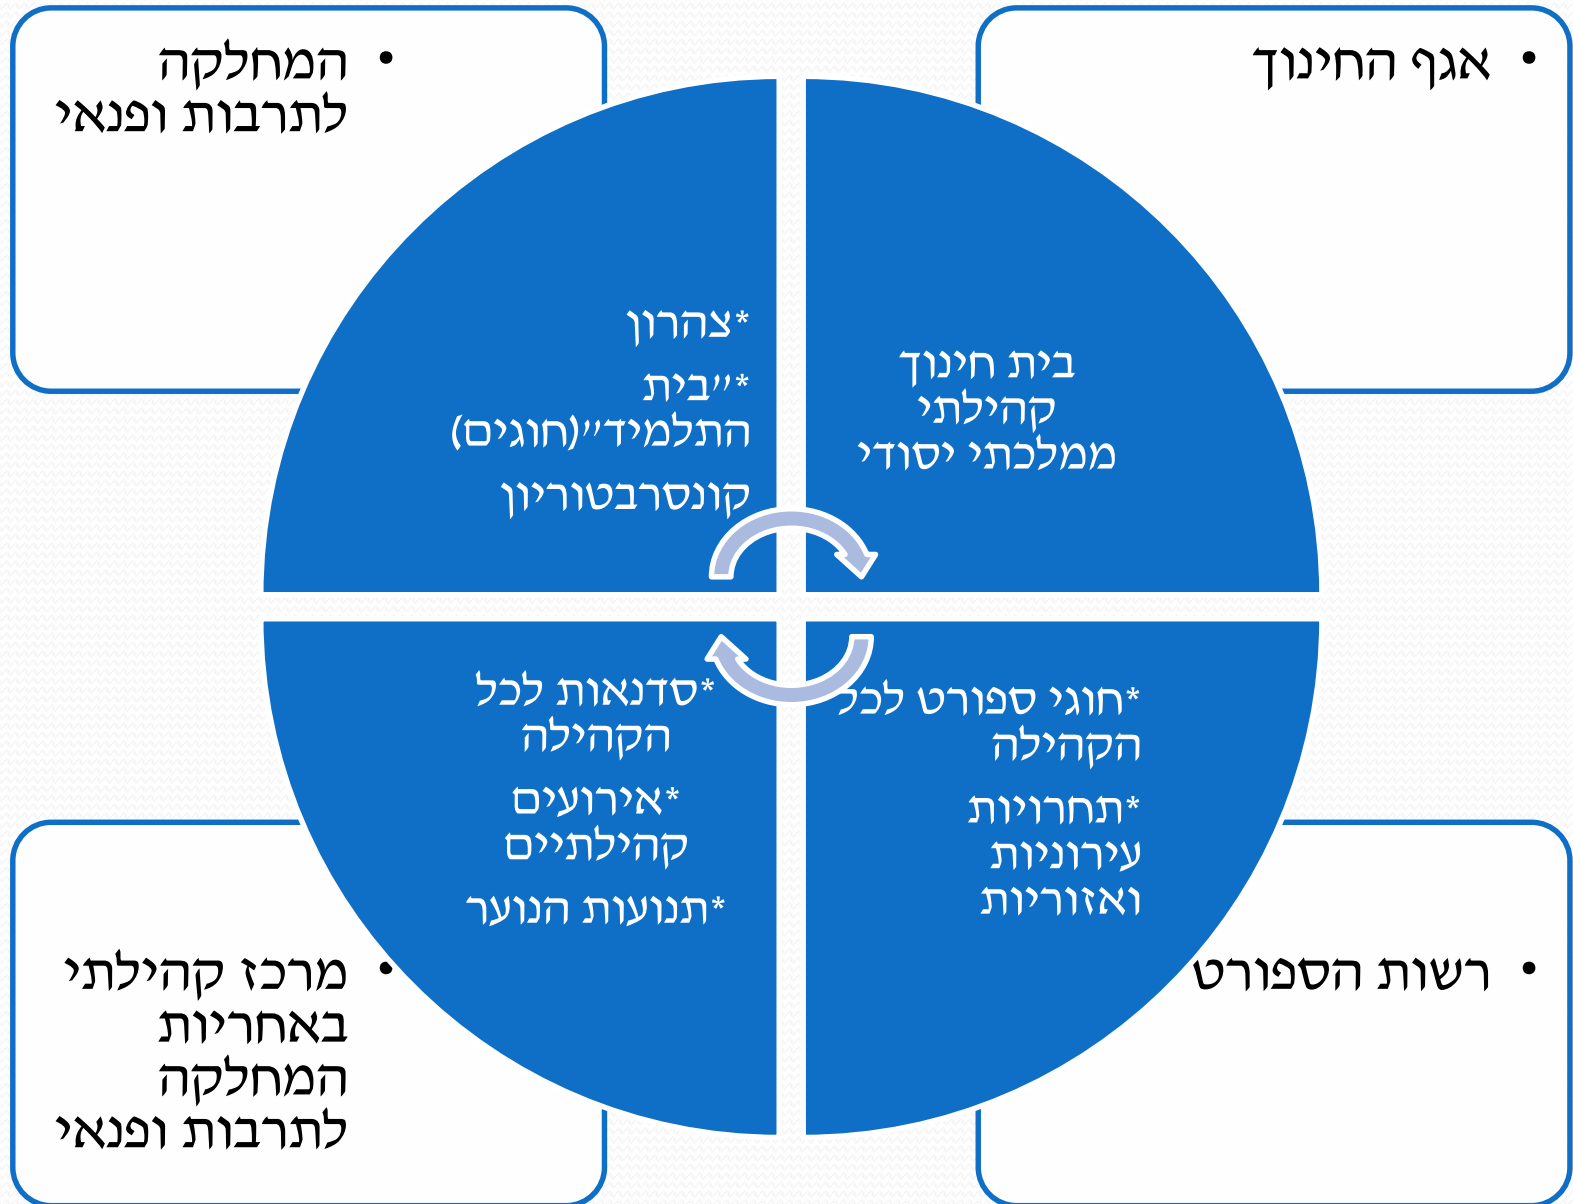 • אגף החינוך
בית חינוך
קהילתי
ממלכתי יסודי
• המחלקה
לתרבות ופנאי
*צהרון
*״בית
התלמיד״(חוגים)
קונסרבטוריון
*חוגי ספורט לכל
הקהילה
*תחרויות
עירוניות
ואזוריות
• רשות הספורט
*סדנאות לכל
הקהילה
*אירועים
קהילתיים
*תנועות הנוער
• מרכז קהילתי
באחריות
המחלקה
לתרבות ופנאי